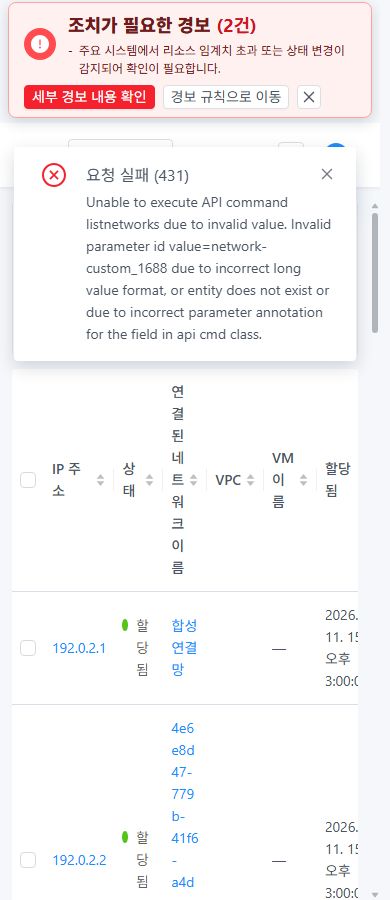 조치가 필요한 경보 (2건)
- 주요 시스템에서 리소스 임계치 초과 또는 상태 변경이
감지되어 확인이 필요합니다.
세부 경보 내용 확인 경보 규칙으로 이동
요청 실패 (431)
Unable to execute API command
listnetworks due to invalid value. Invalid
parameter id value=network-
custom_1688 due to incorrect long
value format, or entity does not exist or
due to incorrect parameter annotation
for the field in api cmd class.
IP 주
소
상
태
연
결
된
네
트
워
크
이
름
VPC
VM
이
름
할당
됨
192.0.2.1
할
당
됨
합성
연결
망
—
2026.
11. 15
오후
3:00:0
192.0.2.2
할
당
됨
4e6
e8d
47-
779
b-
41f6
-
a4d
—
2026.
11. 15
오후
3:00:0